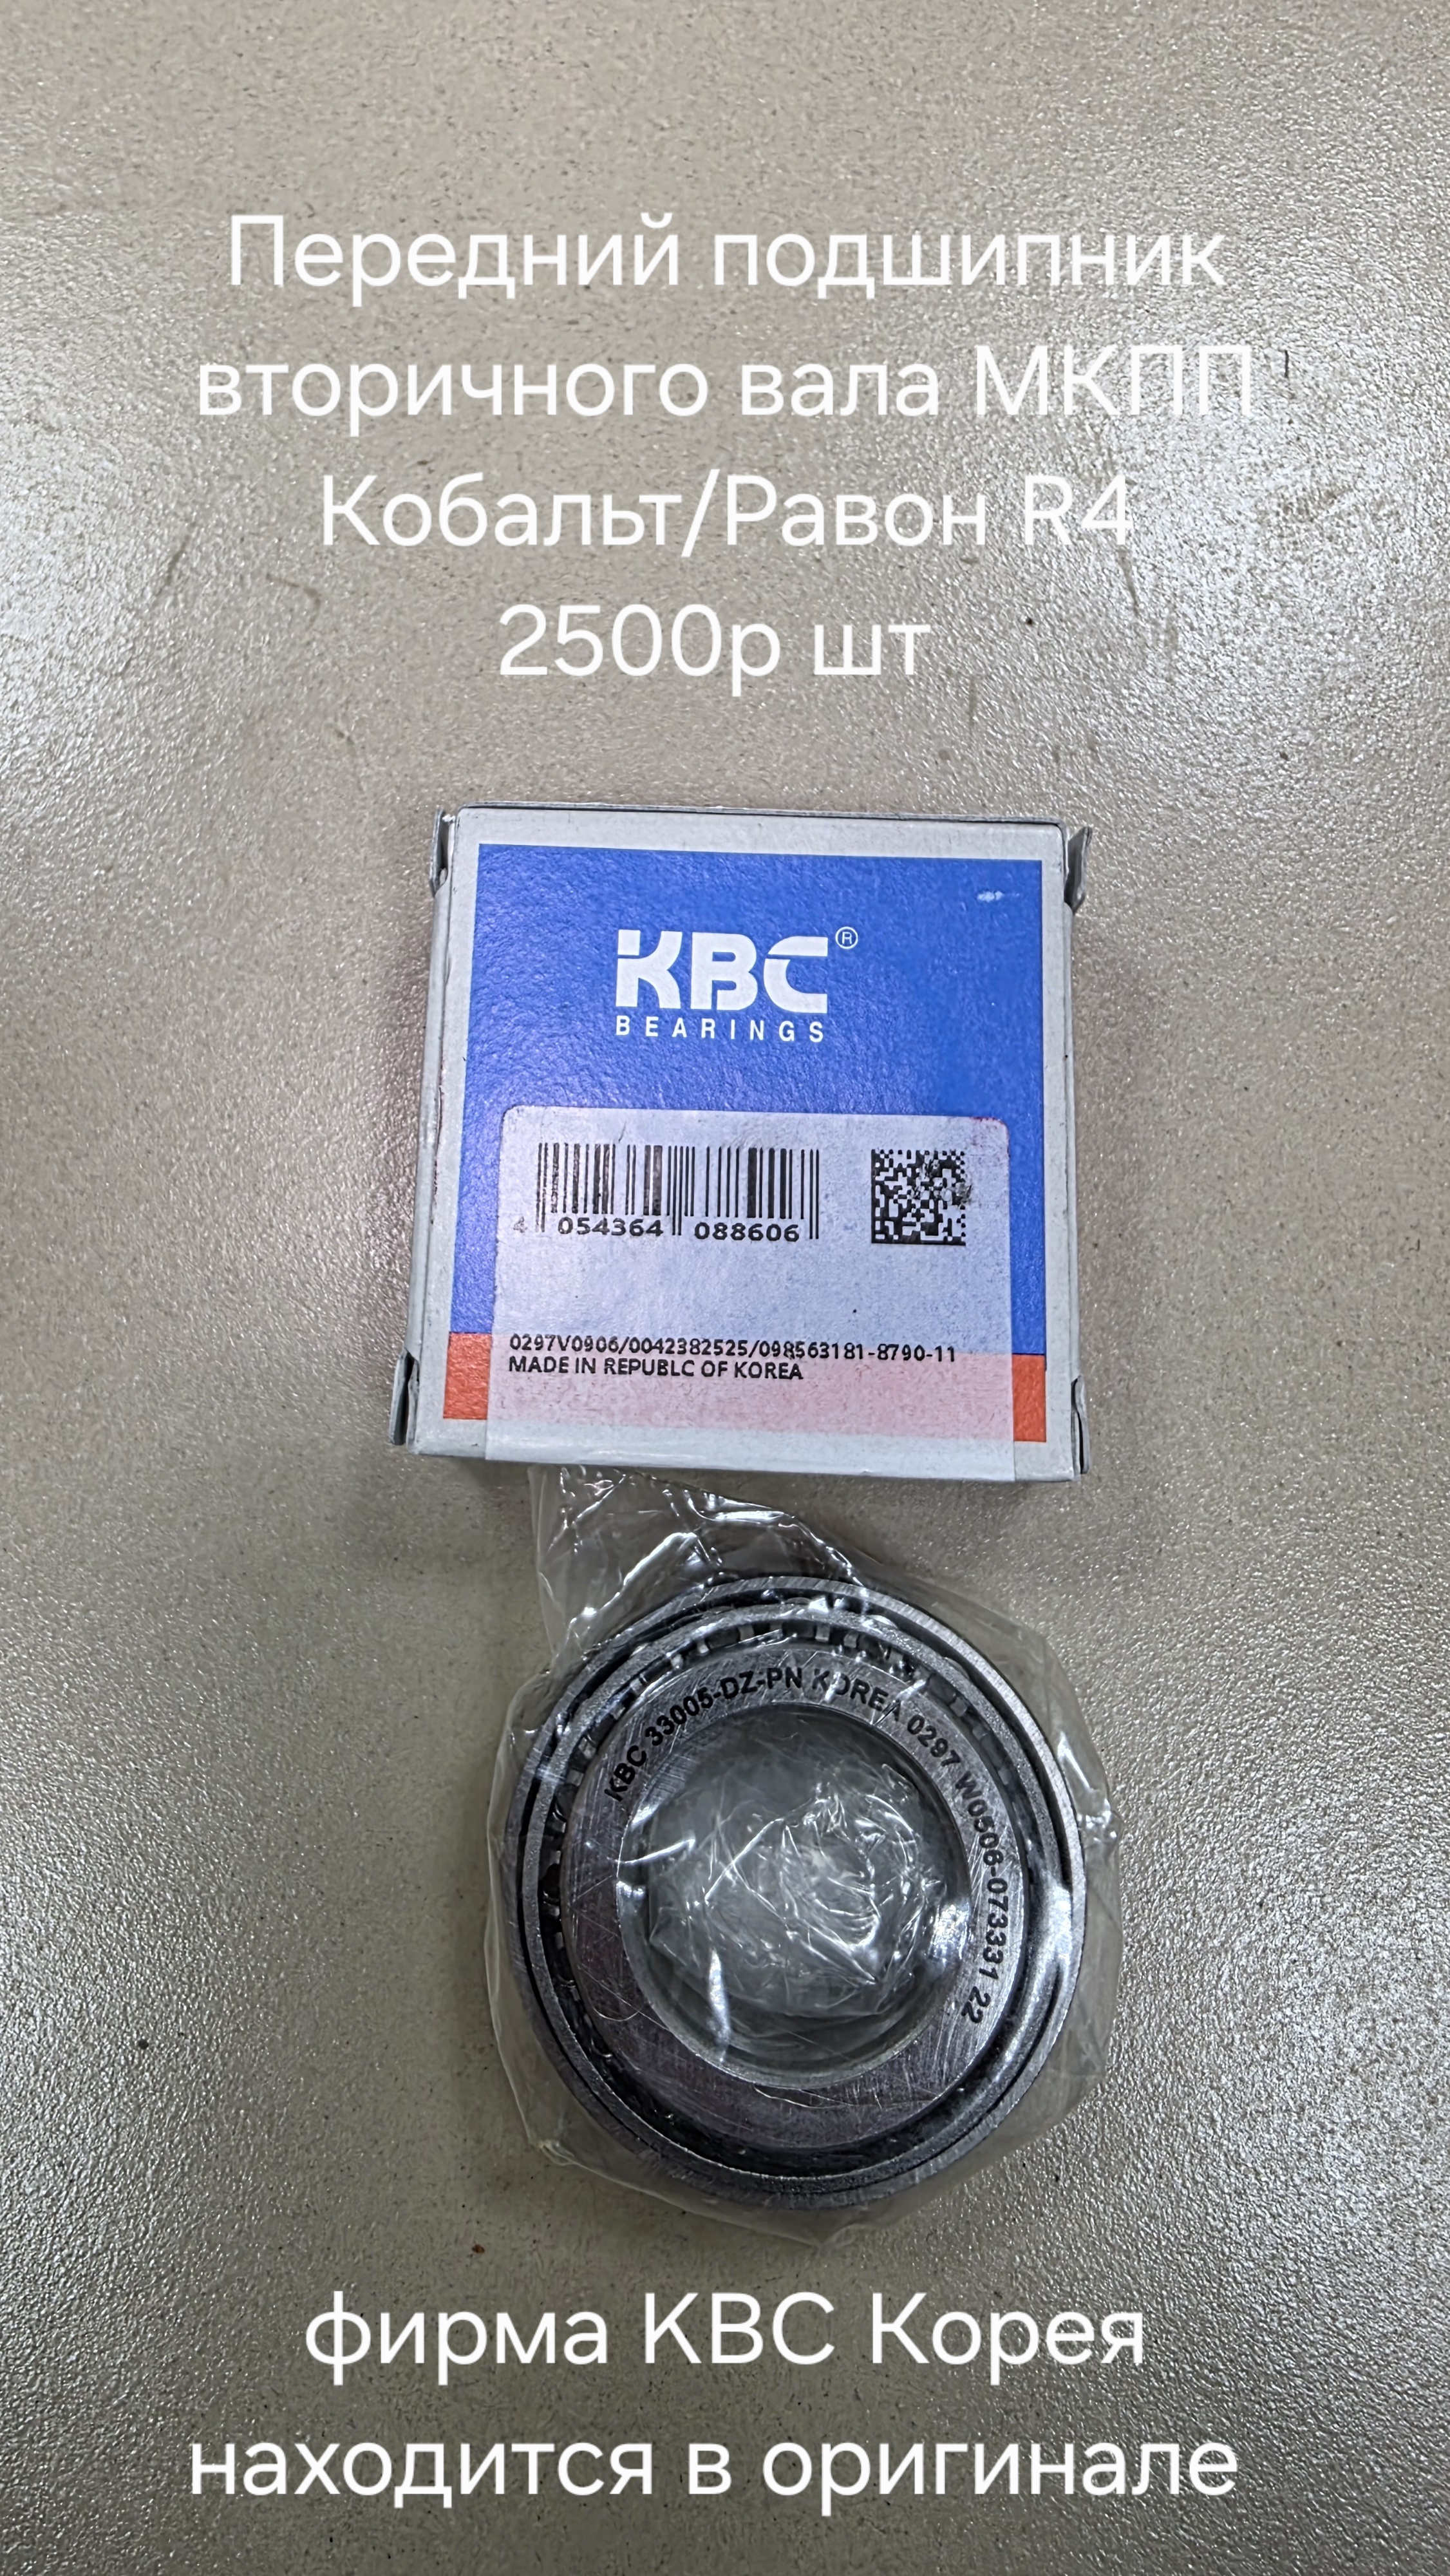 Передний подшипник
вторичного вала МКПП
Кобальт/Равон R4
2500р шт
KBC®
BEARINGS
4 054364 088606
0297V0906/0042382525/098563181-8790-11
MADE IN REPUBLC OF KOREA
KBC 33005-DZ-PN KOREA 0297 W0506-073331 22
фирма КВС Корея
находится в оригинале